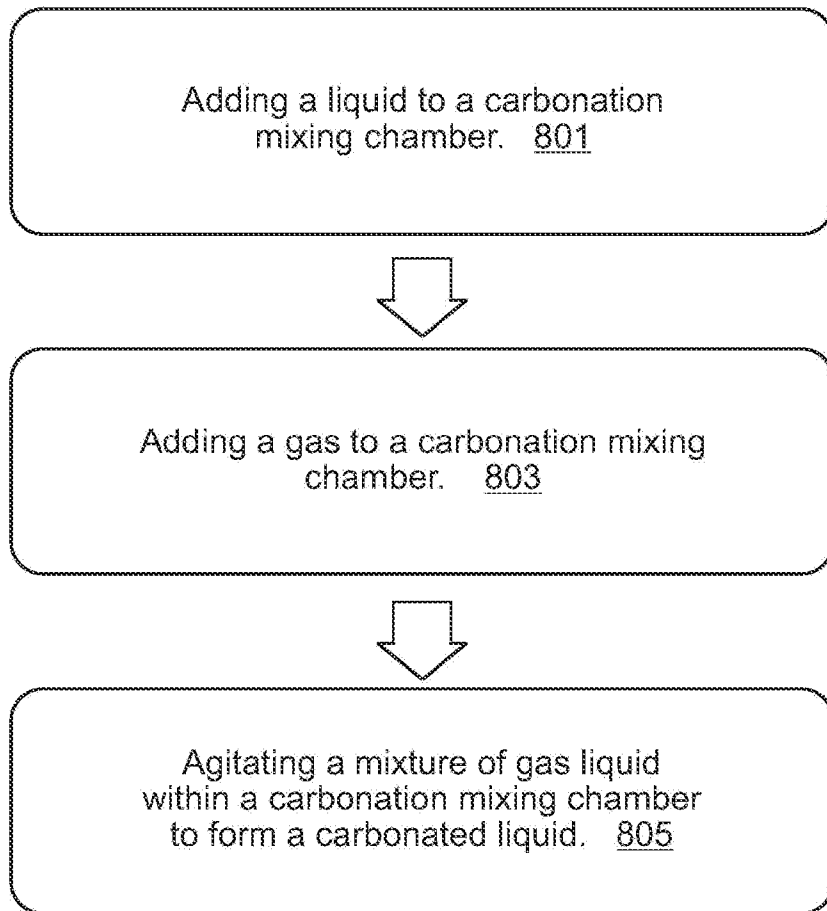 Adding a liquid to a carbonation
mixing chamber. 801
Adding a gas to a carbonation mixing
chamber. 803
Agitating a mixture of gas liquid
within a carbonation mixing chamber
to form a carbonated liquid. 805